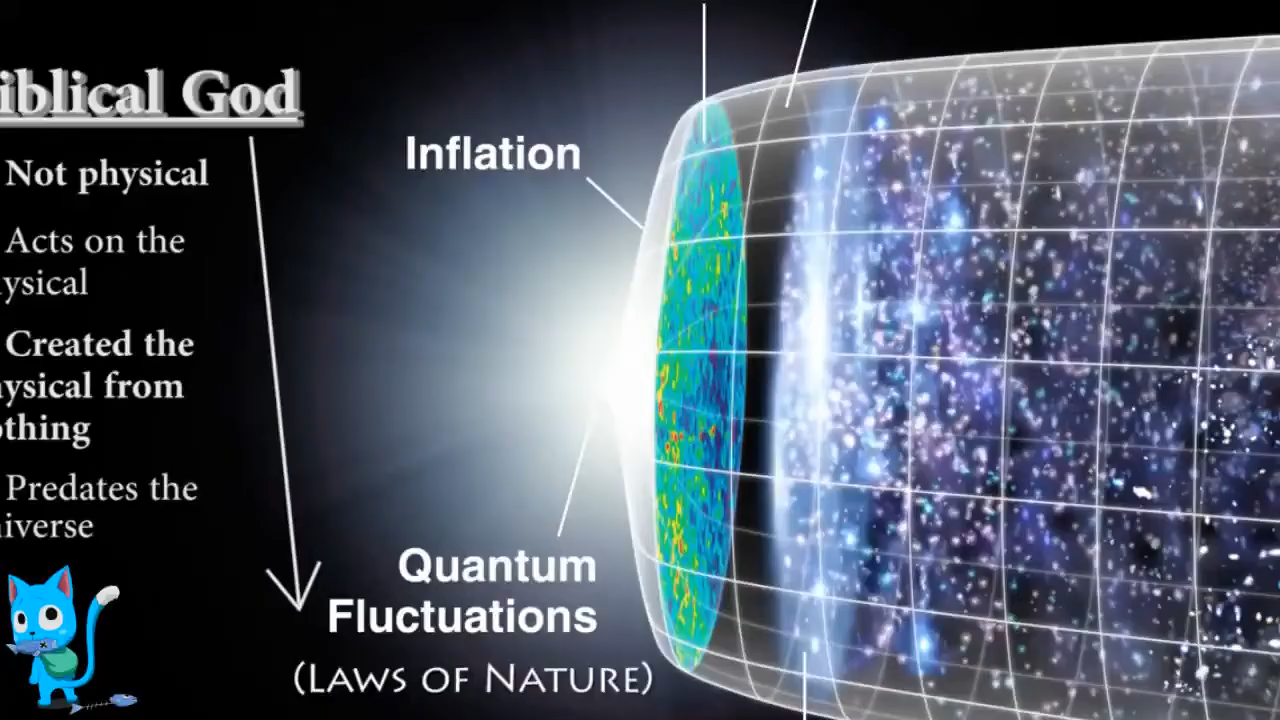 iblical God
Not physical
Acts on the
ysical
Created the
ysical from
thing
Predates the
iverse
Inflation
Quantum
Fluctuations
(Laws of Nature)